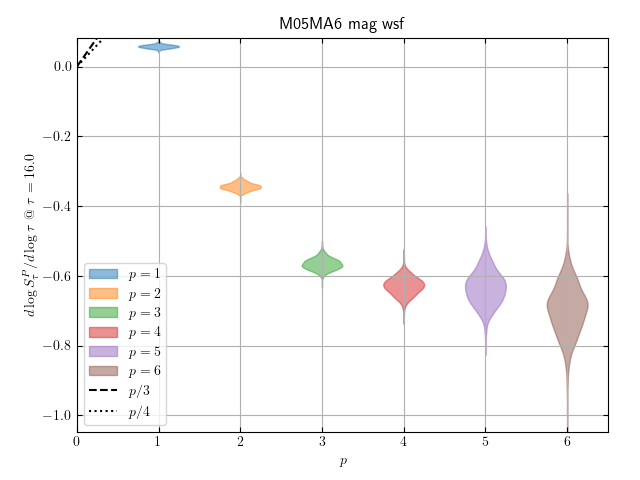 M05MA6 mag wsf
d log S_τ^P / d log τ @ τ = 16.0
0.0
−0.2
−0.4
−0.6
−0.8
−1.0
p = 1
p = 2
p = 3
p = 4
p = 5
p = 6
p/3
p/4
0 1 2 3 4 5 6
p